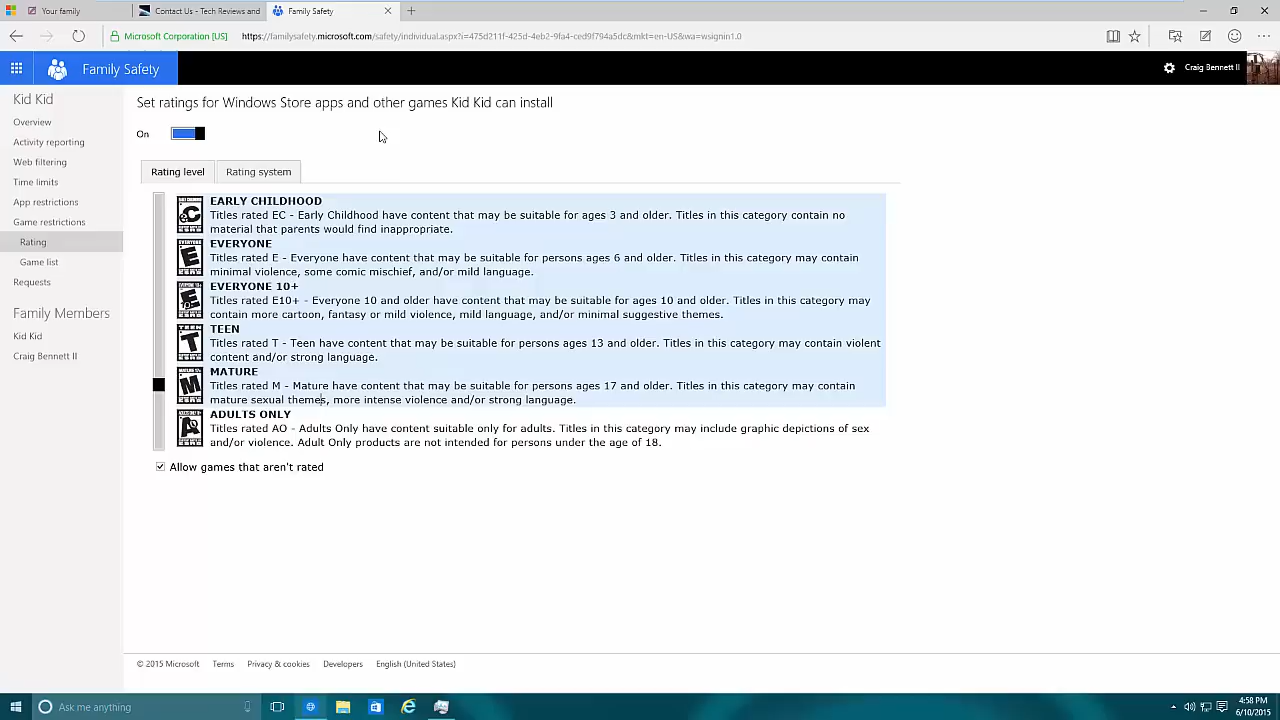 Your family
Contact Us - Tech Reviews and
Family Safety
Microsoft Corporation [US]
https://familysafety.microsoft.com/safety/individual.aspx?i=475d211f-425d-4eb2-9fa4-ced9f794a5dc&mkt=en-US&wa=wsignin1.0
Family Safety
Craig Bennett II
Kid Kid
Overview
Activity reporting
Web filtering
Time limits
App restrictions
Game restrictions
Rating
Game list
Requests
Family Members
Kid Kid
Craig Bennett II
Set ratings for Windows Store apps and other games Kid Kid can install
On
Rating level
Rating system
EARLY CHILDHOOD
Titles rated EC - Early Childhood have content that may be suitable for ages 3 and older. Titles in this category contain no
material that parents would find inappropriate.
EVERYONE
Titles rated E - Everyone have content that may be suitable for persons ages 6 and older. Titles in this category may contain
minimal violence, some comic mischief, and/or mild language.
EVERYONE 10+
Titles rated E10+ - Everyone 10 and older have content that may be suitable for ages 10 and older. Titles in this category may
contain more cartoon, fantasy or mild violence, mild language, and/or minimal suggestive themes.
TEEN
Titles rated T - Teen have content that may be suitable for persons ages 13 and older. Titles in this category may contain violent
content and/or strong language.
MATURE
Titles rated M - Mature have content that may be suitable for persons ages 17 and older. Titles in this category may contain
mature sexual themes, more intense violence and/or strong language.
ADULTS ONLY
Titles rated AO - Adults Only have content suitable only for adults. Titles in this category may include graphic depictions of sex
and/or violence. Adult Only products are not intended for persons under the age of 18.
Allow games that aren't rated
© 2015 Microsoft
Terms
Privacy & cookies
Developers
English (United States)
Ask me anything
4:58 PM
6/10/2015